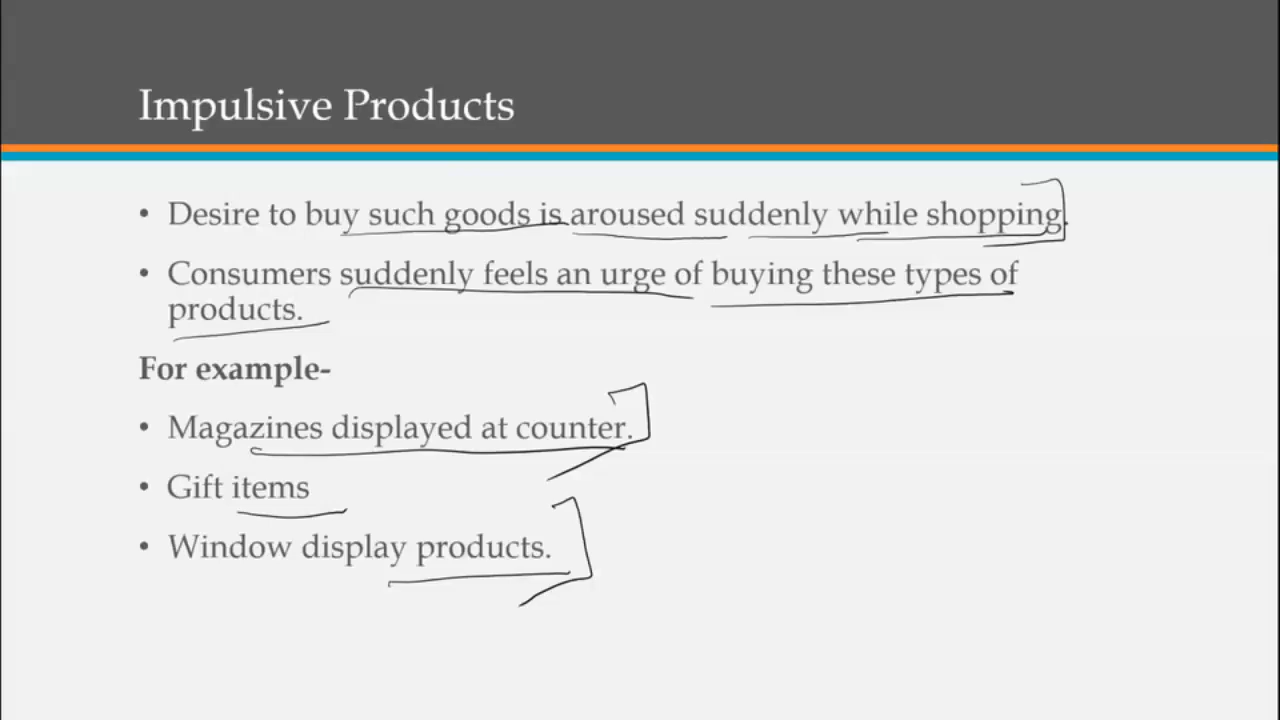 Impulsive Products
• Desire to buy such goods is aroused suddenly while shopping.
• Consumers suddenly feels an urge of buying these types of
products.
For example-
• Magazines displayed at counter.
• Gift items
• Window display products.